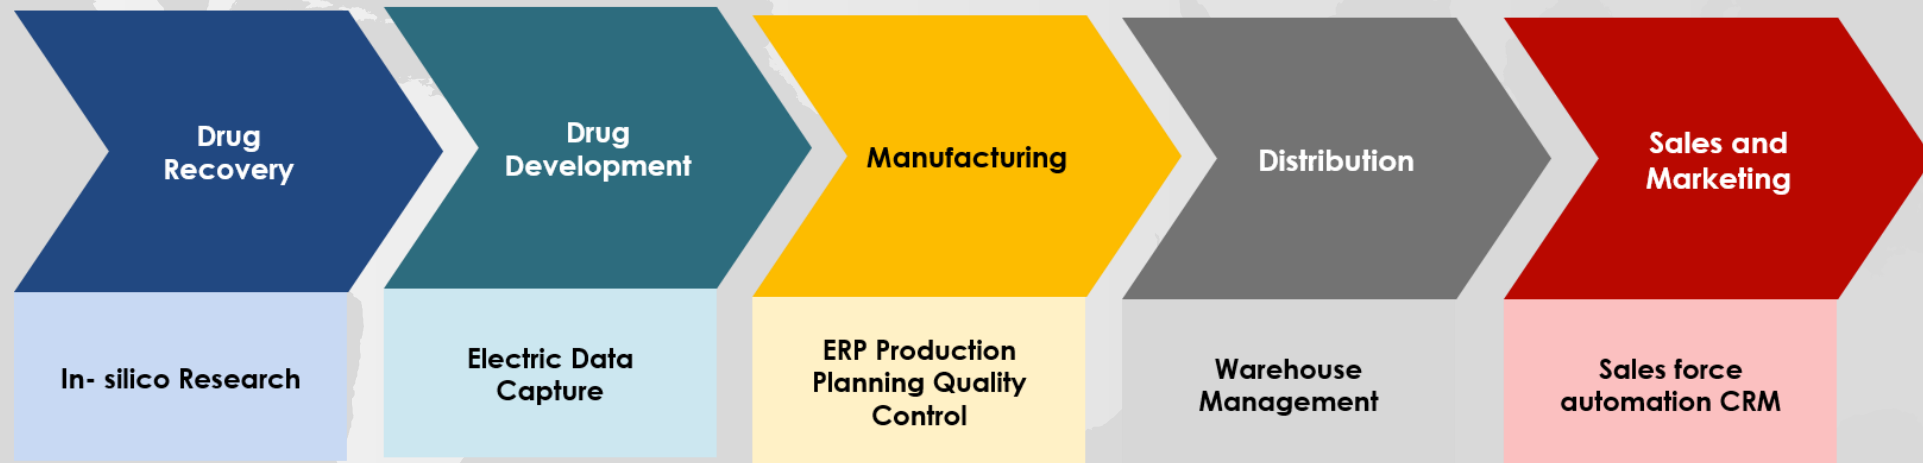 Drug
Recovery
Drug
Development
Manufacturing
Distribution
Sales and
Marketing
In- silico Research
Electric Data
Capture
ERP Production
Planning Quality
Control
Warehouse
Management
Sales force
automation CRM